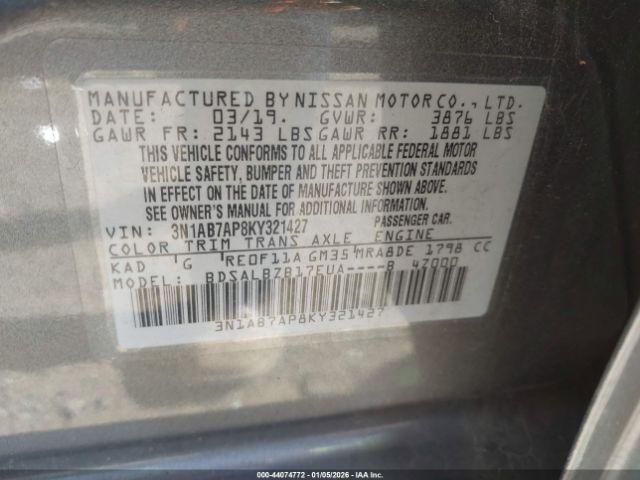 MANUFACTURED BY NISSAN MOTOR CO., LTD.
DATE: 03/19. GVWR: 3876 LBS
GAWR FR: 2143 LBS GAWR RR: 1881 LBS
THIS VEHICLE CONFORMS TO ALL APPLICABLE FEDERAL MOTOR
VEHICLE SAFETY, BUMPER AND THEFT PREVENTION STANDARDS
IN EFFECT ON THE DATE OF MANUFACTURE SHOWN ABOVE.
SEE OWNER'S MANUAL FOR ADDITIONAL INFORMATION.
VIN: 3N1AB7AP8KY321427 PASSENGER CAR.
COLOR TRIM TRANS AXLE ENGINE
KAD G RE0F11A GM35 MRA8DE 1798 CC
MODEL: BDSALBZB17EUA----B 4Z000
3N1AB7AP8KY321427
000-44074772 - 01/05/2026 - IAA Inc.